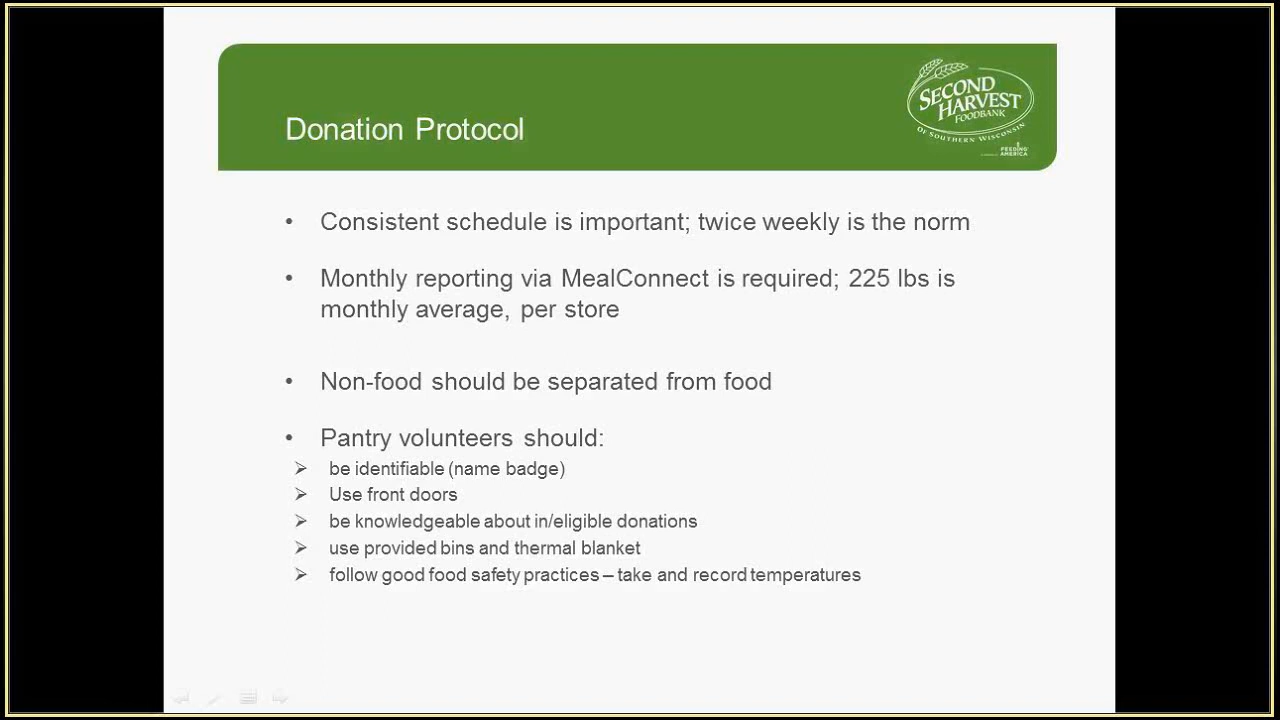 Donation Protocol
SECOND
HARVEST
FOODBANK
OF SOUTHERN WISCONSIN
FEEDING
AMERICA
• Consistent schedule is important; twice weekly is the norm
• Monthly reporting via MealConnect is required; 225 lbs is
monthly average, per store
• Non-food should be separated from food
• Pantry volunteers should:
➢ be identifiable (name badge)
➢ Use front doors
➢ be knowledgeable about in/eligible donations
➢ use provided bins and thermal blanket
➢ follow good food safety practices – take and record temperatures